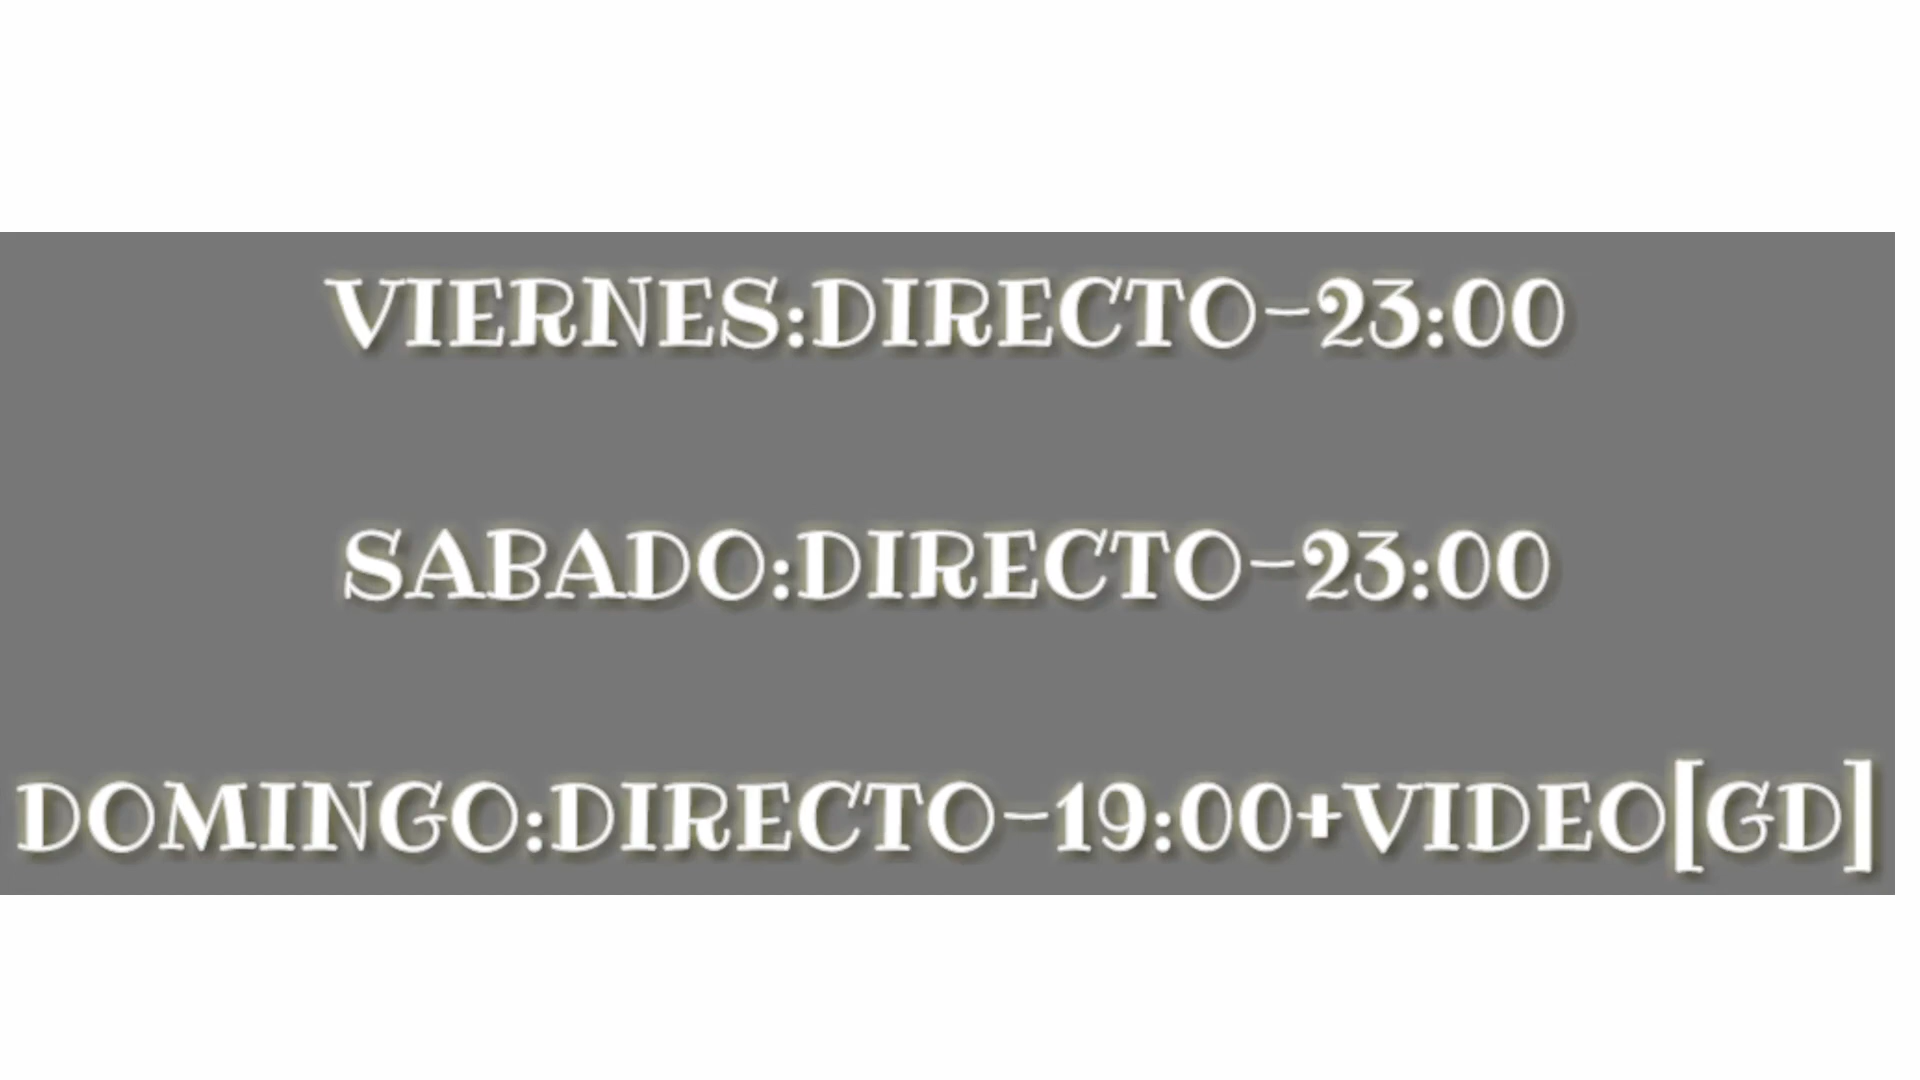 VIERNES:DIRECTO-23:00
SABADO:DIRECTO-23:00
DOMINGO:DIRECTO-19:00+VIDEO[GD]